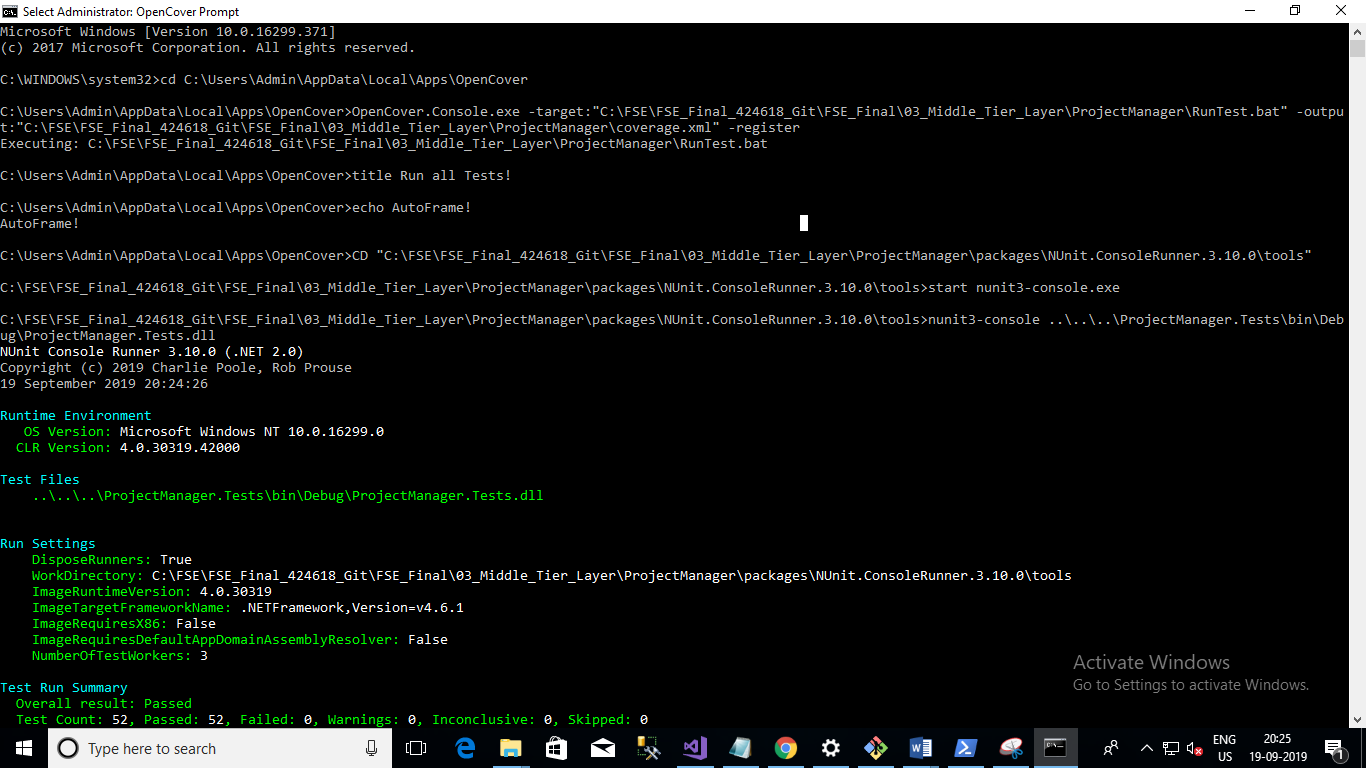 Select Administrator: OpenCover Prompt
Microsoft Windows [Version 10.0.16299.371]
(c) 2017 Microsoft Corporation. All rights reserved.
C:\WINDOWS\system32>cd C:\Users\Admin\AppData\Local\Apps\OpenCover
C:\Users\Admin\AppData\Local\Apps\OpenCover>OpenCover.Console.exe -target:"C:\FSE\FSE_Final_424618_Git\FSE_Final\03_Middle_Tier_Layer\ProjectManager\RunTest.bat" -outpu
t:"C:\FSE\FSE_Final_424618_Git\FSE_Final\03_Middle_Tier_Layer\ProjectManager\coverage.xml" -register
Executing: C:\FSE\FSE_Final_424618_Git\FSE_Final\03_Middle_Tier_Layer\ProjectManager\RunTest.bat
C:\Users\Admin\AppData\Local\Apps\OpenCover>title Run all Tests!
C:\Users\Admin\AppData\Local\Apps\OpenCover>echo AutoFrame!
AutoFrame!
C:\Users\Admin\AppData\Local\Apps\OpenCover>CD "C:\FSE\FSE_Final_424618_Git\FSE_Final\03_Middle_Tier_Layer\ProjectManager\packages\NUnit.ConsoleRunner.3.10.0\tools"
C:\FSE\FSE_Final_424618_Git\FSE_Final\03_Middle_Tier_Layer\ProjectManager\packages\NUnit.ConsoleRunner.3.10.0\tools>start nunit3-console.exe
C:\FSE\FSE_Final_424618_Git\FSE_Final\03_Middle_Tier_Layer\ProjectManager\packages\NUnit.ConsoleRunner.3.10.0\tools>nunit3-console ..\..\..\ProjectManager.Tests\bin\Deb
ug\ProjectManager.Tests.dll
NUnit Console Runner 3.10.0 (.NET 2.0)
Copyright (c) 2019 Charlie Poole, Rob Prouse
19 September 2019 20:24:26
Runtime Environment
OS Version: Microsoft Windows NT 10.0.16299.0
CLR Version: 4.0.30319.42000
Test Files
..\..\..\ProjectManager.Tests\bin\Debug\ProjectManager.Tests.dll
Run Settings
DisposeRunners: True
WorkDirectory: C:\FSE\FSE_Final_424618_Git\FSE_Final\03_Middle_Tier_Layer\ProjectManager\packages\NUnit.ConsoleRunner.3.10.0\tools
ImageRuntimeVersion: 4.0.30319
ImageTargetFrameworkName: .NETFramework,Version=v4.6.1
ImageRequiresX86: False
ImageRequiresDefaultAppDomainAssemblyResolver: False
NumberOfTestWorkers: 3
Test Run Summary
Overall result: Passed
Test Count: 52, Passed: 52, Failed: 0, Warnings: 0, Inconclusive: 0, Skipped: 0
Activate Windows
Go to Settings to activate Windows.
Type here to search
ENG
US
20:25
19-09-2019
1